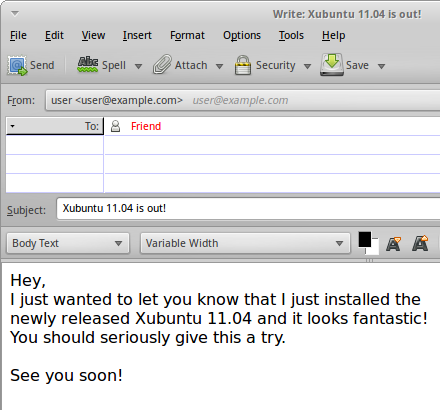 Write: Xubuntu 11.04 is out!
File Edit View Insert Format Options Tools Help
Send Abc Spell Attach Security Save
From: user <user@example.com> user@example.com
To: Friend
Subject: Xubuntu 11.04 is out!
Body Text Variable Width A A
Hey,
I just wanted to let you know that I just installed the
newly released Xubuntu 11.04 and it looks fantastic!
You should seriously give this a try.
See you soon!